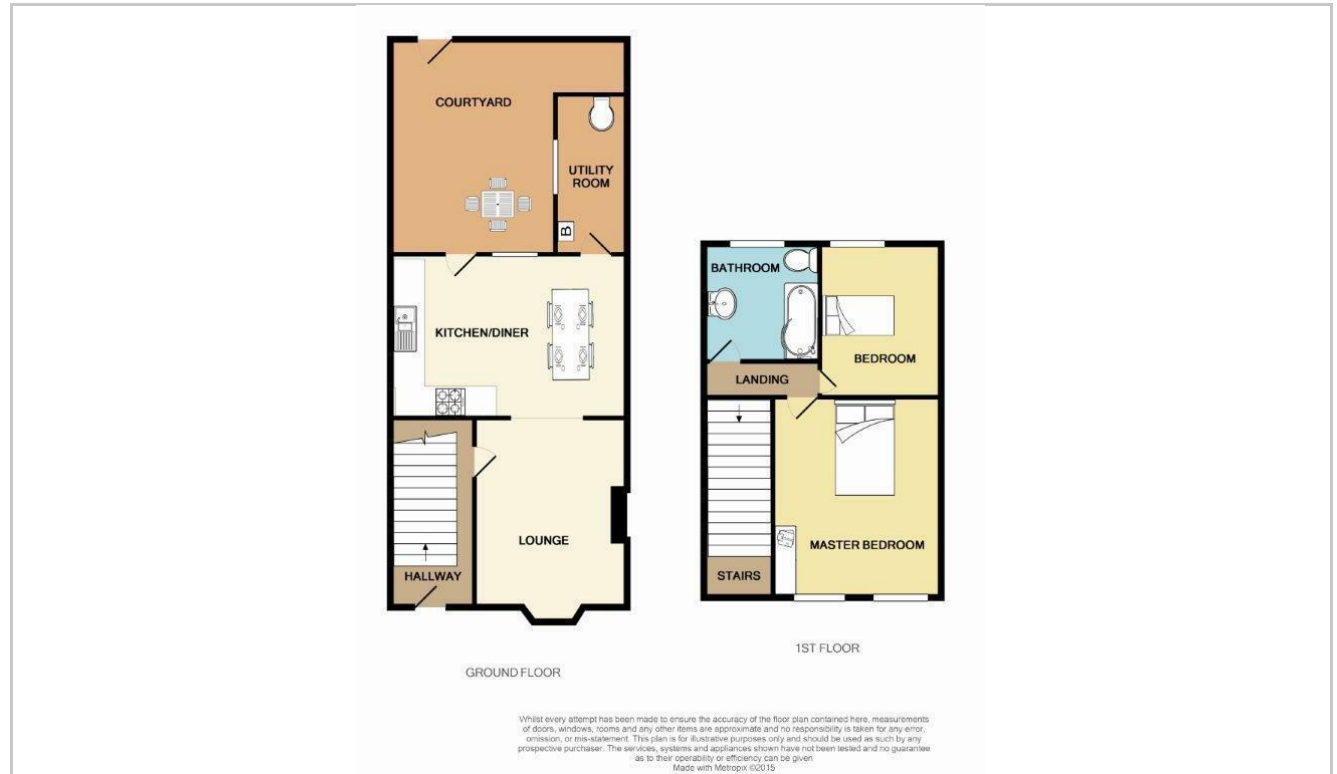 COURTYARD
UTILITY
ROOM
B
KITCHEN/DINER
LOUNGE
HALLWAY
GROUND FLOOR
BATHROOM
BEDROOM
LANDING
MASTER BEDROOM
STAIRS
1ST FLOOR
Whilst every attempt has been made to ensure the accuracy of the floor plan contained here, measurements
of doors, windows, rooms and any other items are approximate and no responsibility is taken for any error,
omission, or mis-statement. This plan is for illustrative purposes only and should be used as such by any
prospective purchaser. The services, systems and appliances shown have not been tested and no guarantee
as to their operability or efficiency can be given
Made with Metropix ©2015